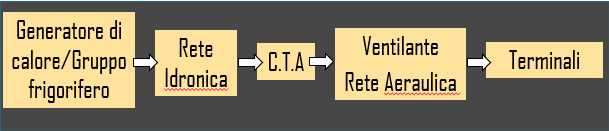 Generatore di
calore/Gruppo
frigorifero
Rete
Idronica
C.T.A
Ventilante
Rete Aeraulica
Terminali